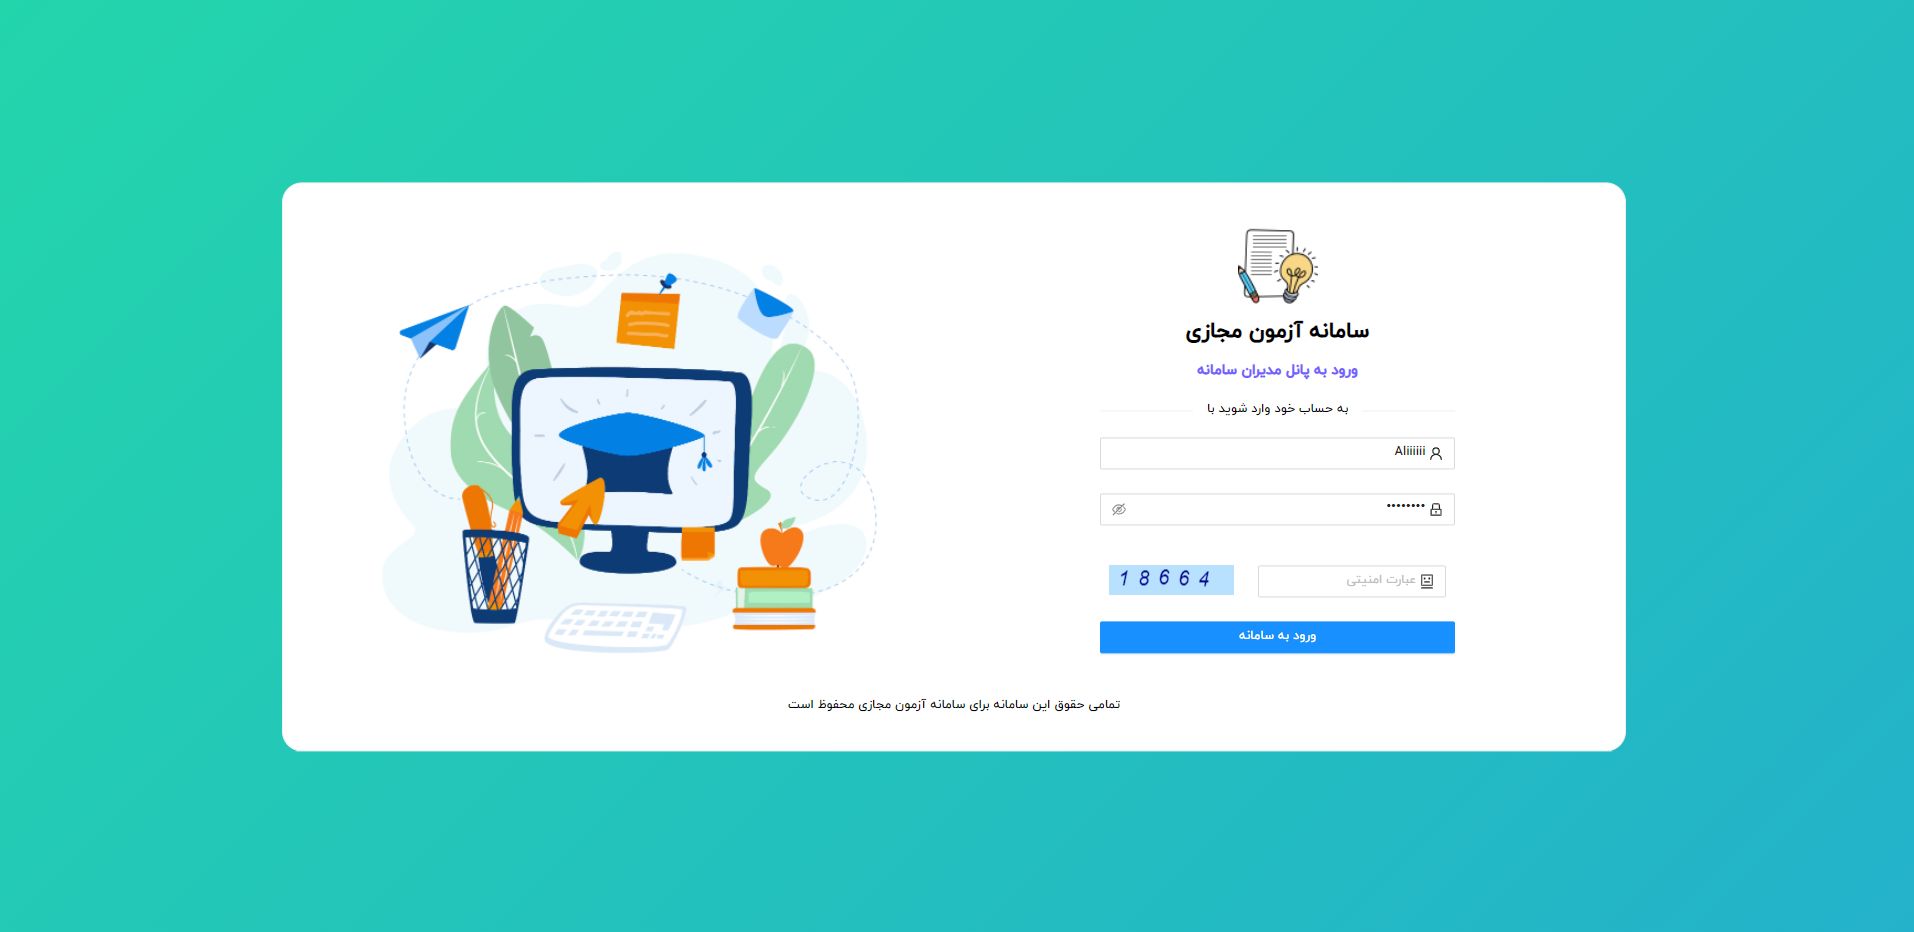 سامانه آزمون مجازی
ورود به پانل مدیران سامانه
به حساب خود وارد شوید با
Aliiiiii
••••••••
عبارت امنیتی
18664
ورود به سامانه
تمامی حقوق این سامانه برای سامانه آزمون مجازی محفوظ است